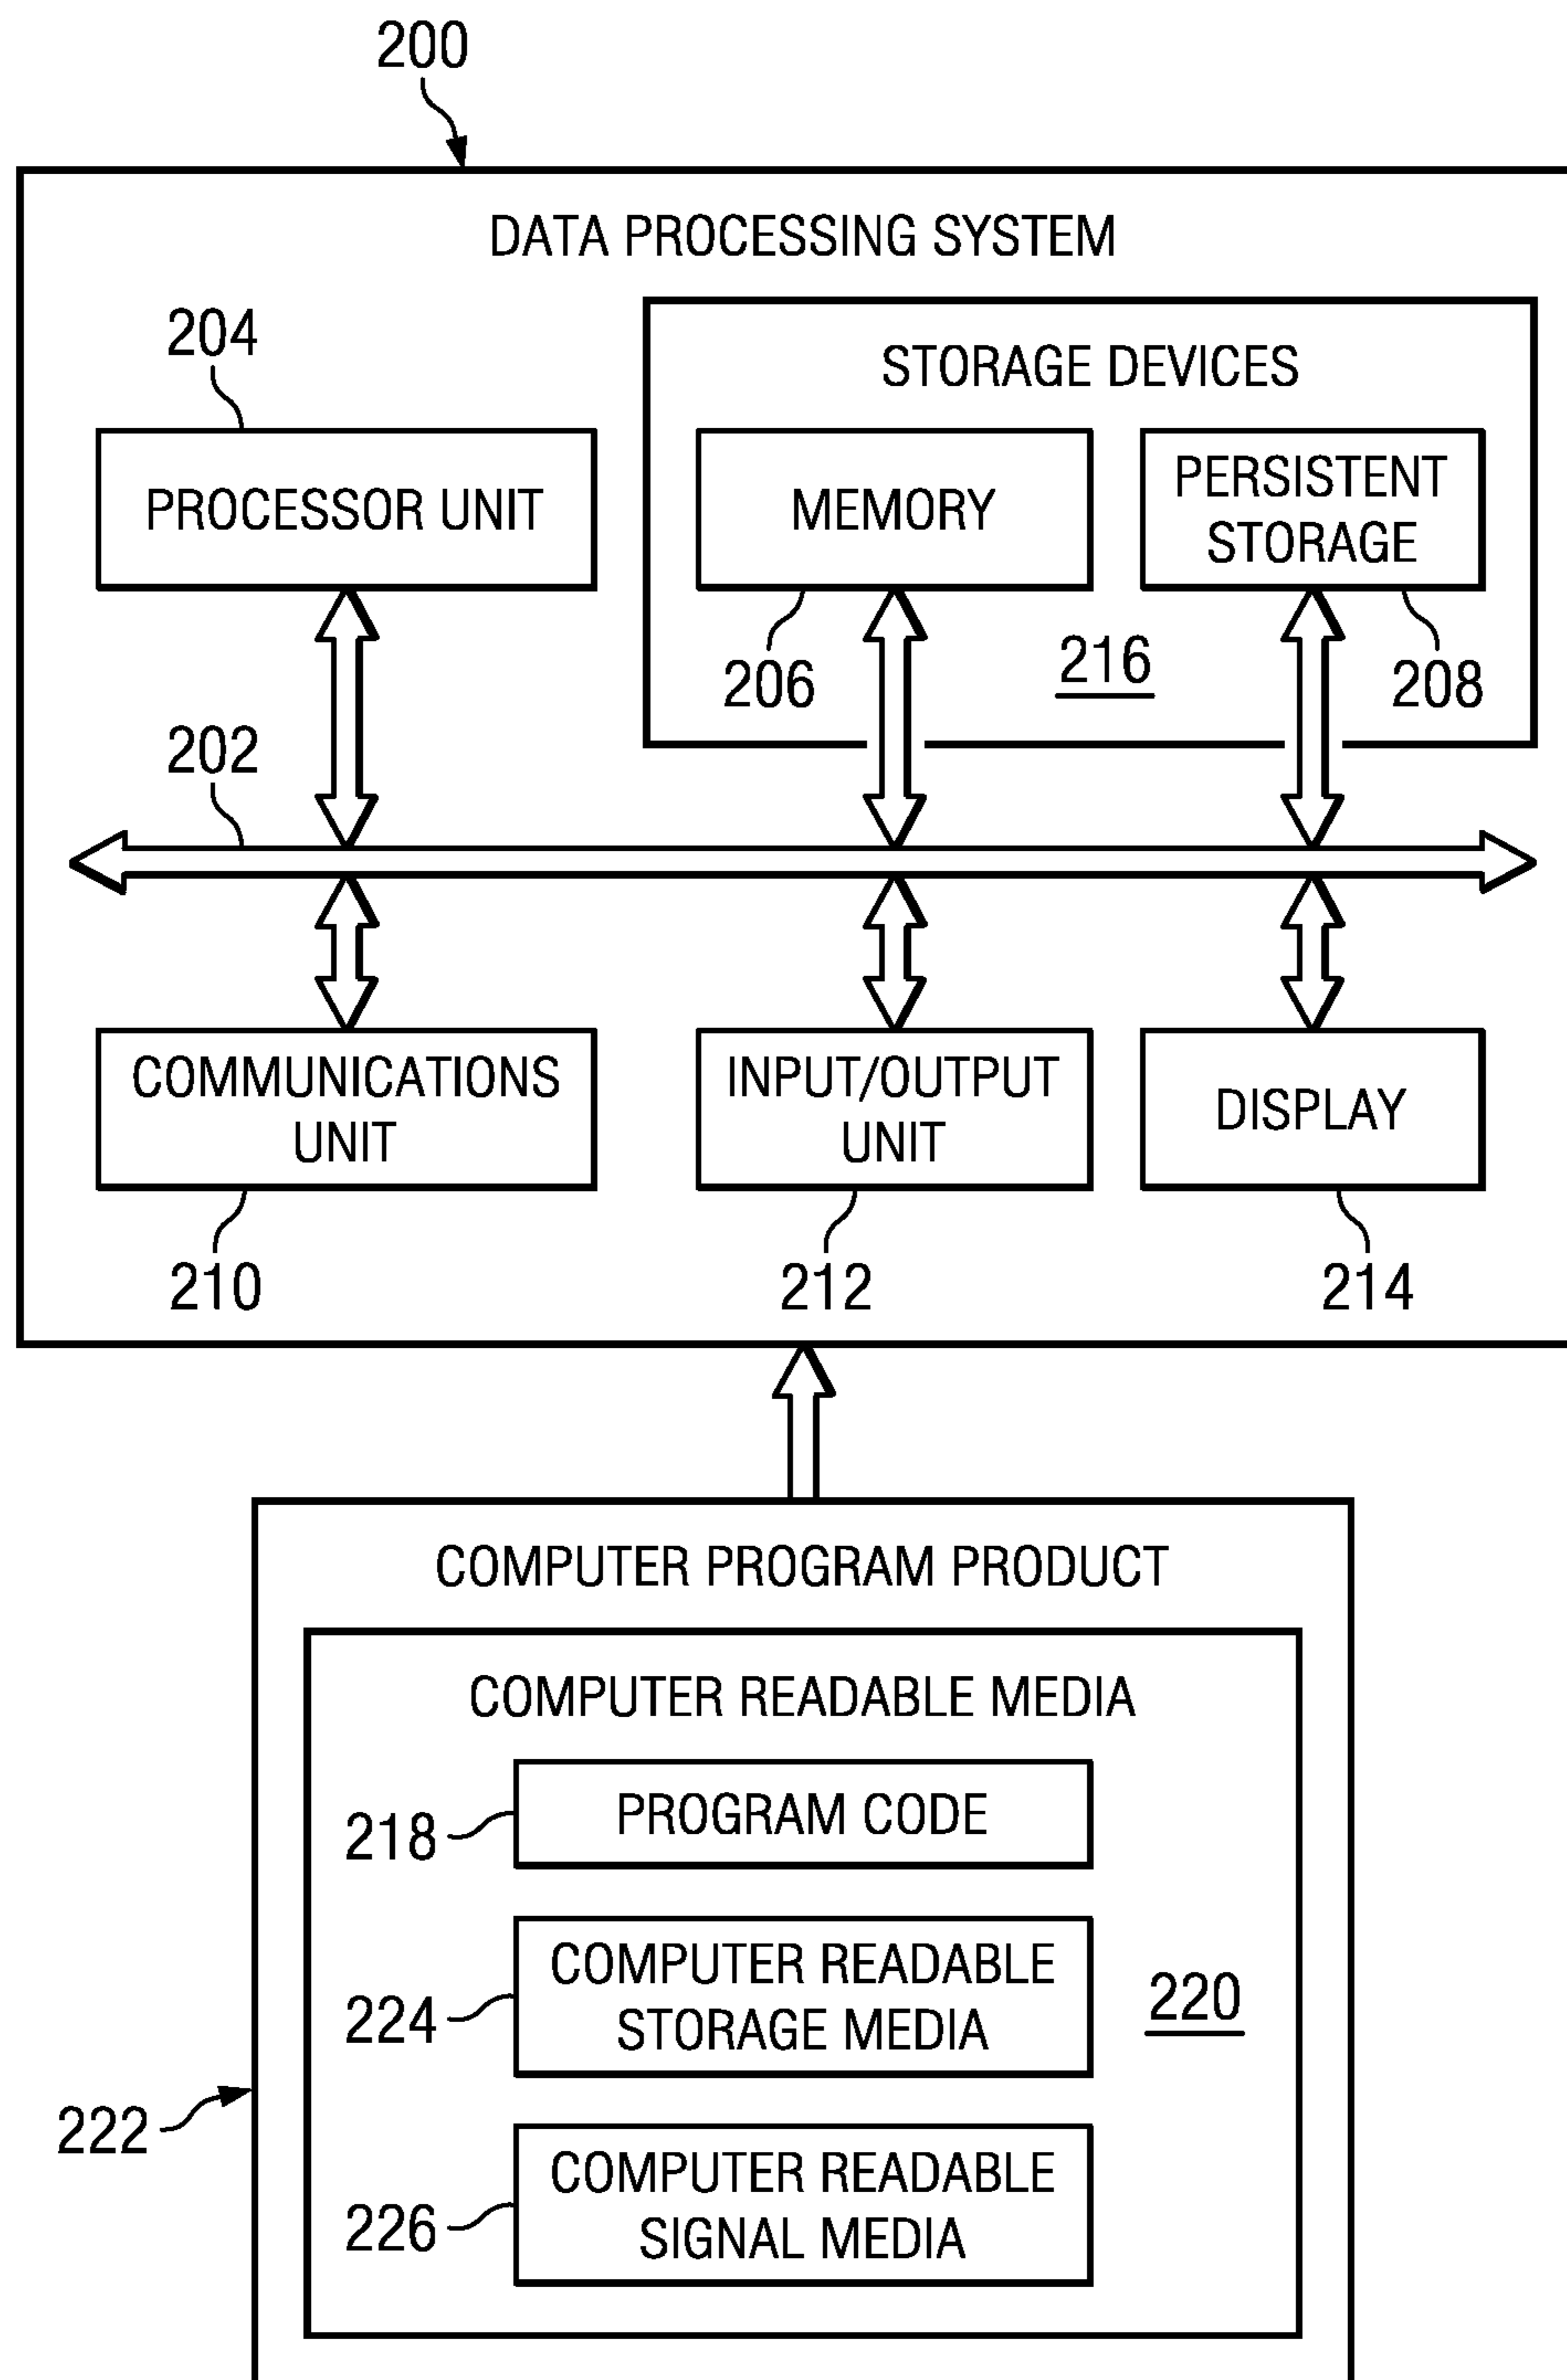 200
DATA PROCESSING SYSTEM
204
STORAGE DEVICES
PROCESSOR UNIT
MEMORY
PERSISTENT
STORAGE
206
216
208
202
COMMUNICATIONS
UNIT
INPUT/OUTPUT
UNIT
DISPLAY
210
212
214
COMPUTER PROGRAM PRODUCT
COMPUTER READABLE MEDIA
218
PROGRAM CODE
224
COMPUTER READABLE
STORAGE MEDIA
220
222
226
COMPUTER READABLE
SIGNAL MEDIA